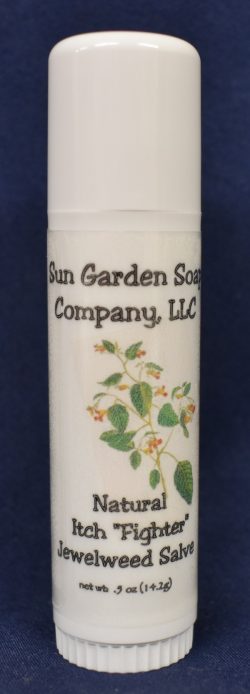 Sun Garden Soap
Company, LLC
Natural
Itch "Fighter"
Jewelweed Salve
net wt. .5 oz (14.2g)